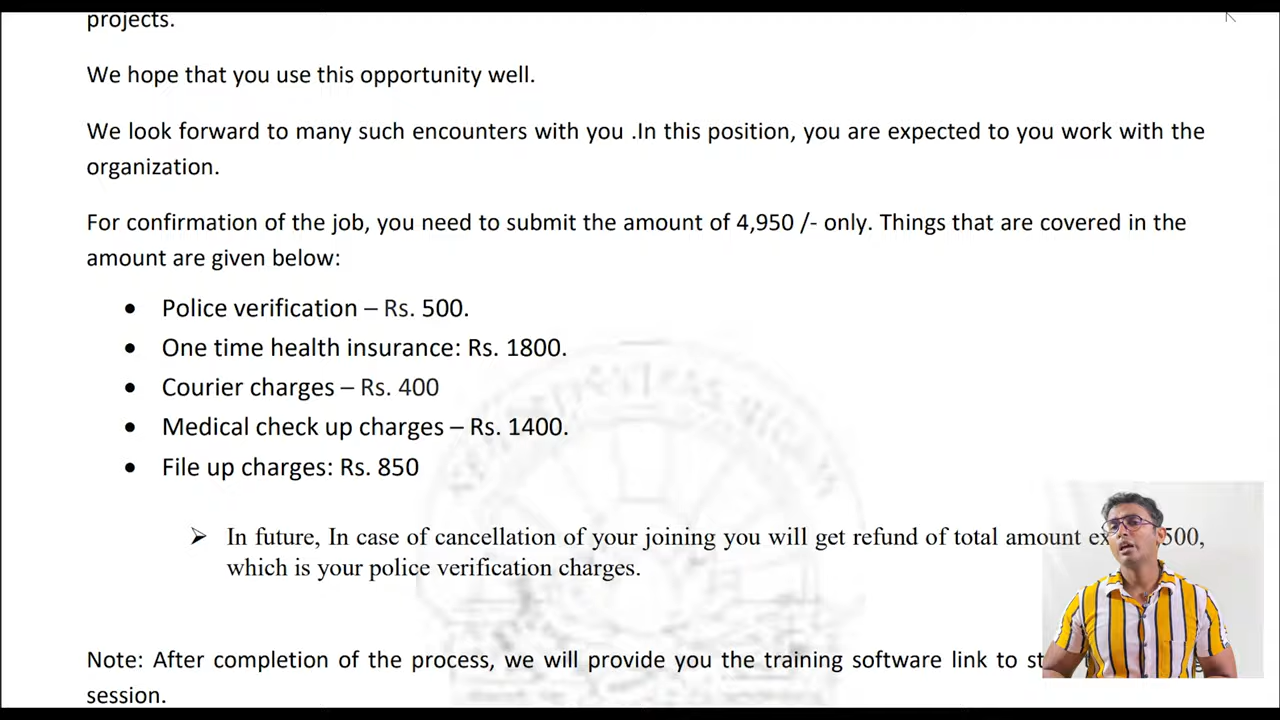 projects.
We hope that you use this opportunity well.
We look forward to many such encounters with you .In this position, you are expected to you work with the
organization.
For confirmation of the job, you need to submit the amount of 4,950 /- only. Things that are covered in the
amount are given below:
• Police verification – Rs. 500.
• One time health insurance: Rs. 1800.
• Courier charges – Rs. 400
• Medical check up charges – Rs. 1400.
• File up charges: Rs. 850
➢ In future, In case of cancellation of your joining you will get refund of total amount 500,
which is your police verification charges.
Note: After completion of the process, we will provide you the training software link to
session.